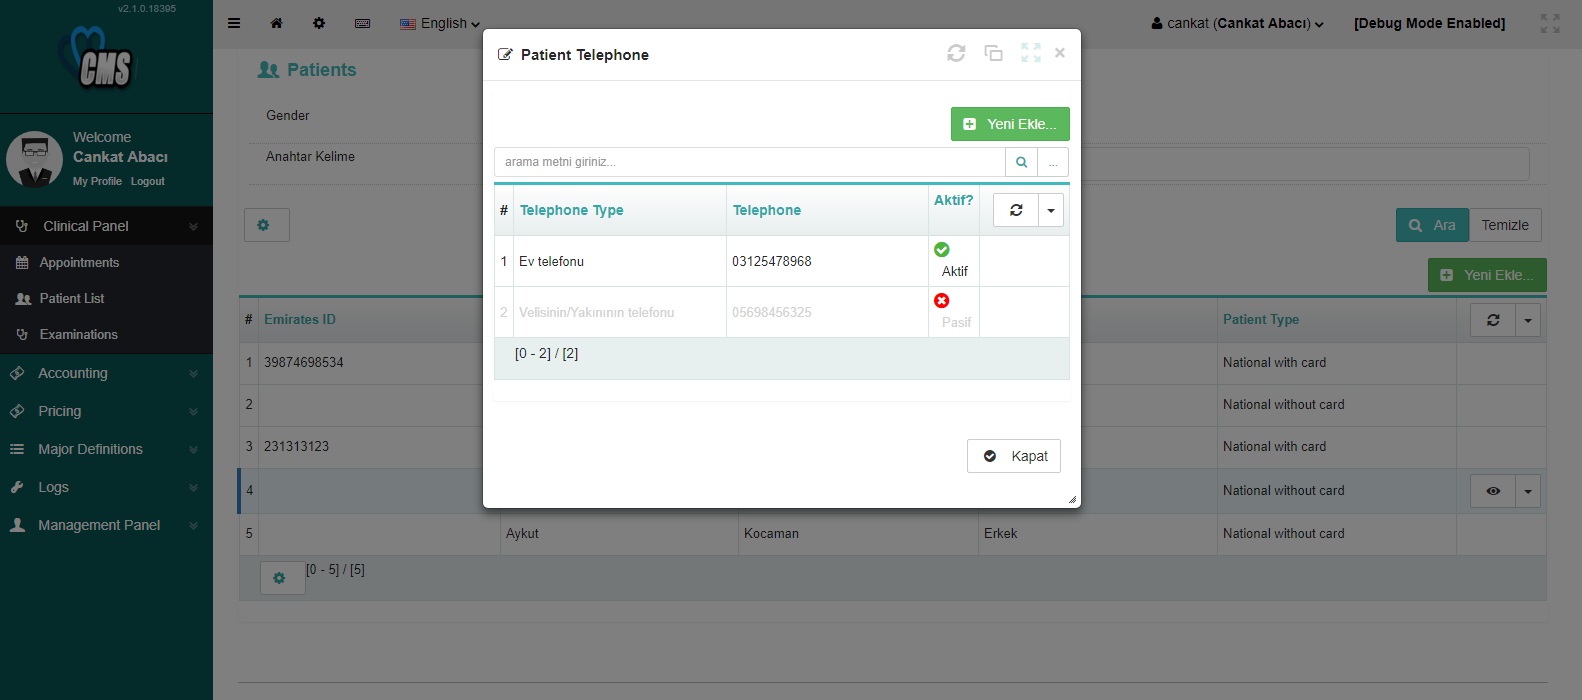 v2.1.0.18395
CMS
Welcome
Cankat Abacı
My Profile Logout
Clinical Panel
Appointments
Patient List
Examinations
Accounting
Pricing
Major Definitions
Logs
Management Panel
English
cankat (Cankat Abacı)
[Debug Mode Enabled]
Patients
Gender
Anahtar Kelime
Ara
Temizle
Yeni Ekle...
# Emirates ID Patient Type
1 39874698534 National with card
2 National without card
3 231313123 National with card
4 National without card
5 Aykut Kocaman Erkek National without card
[0 - 5] / [5]
Patient Telephone
Yeni Ekle...
arama metni giriniz...
...
# Telephone Type Telephone Aktif?
1 Ev telefonu 03125478968 Aktif
2 Velisinin/Yakınının telefonu 05698456325 Pasif
[0 - 2] / [2]
Kapat